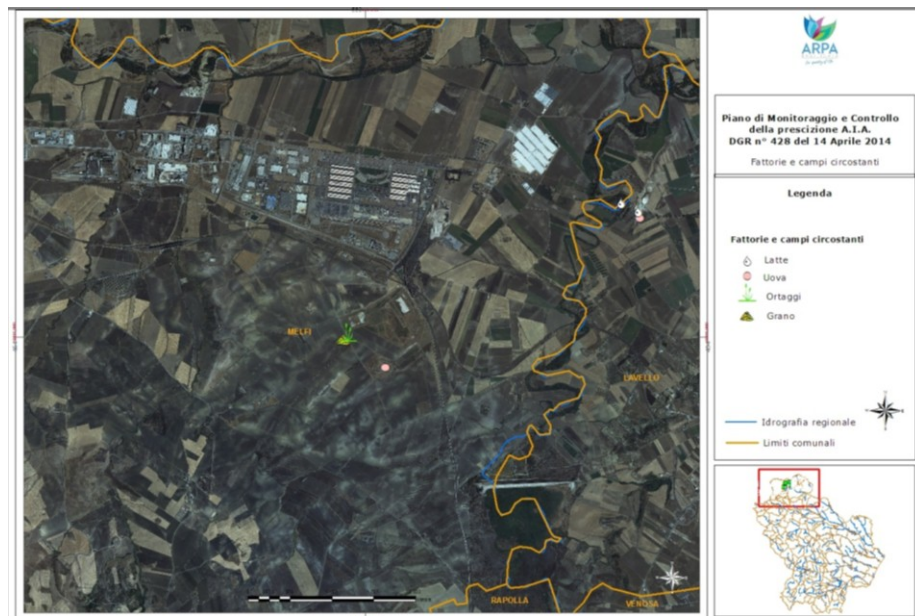 ARPA
Piano di Monitoraggio e Controllo
della prescizione A.I.A.
DGR n° 428 del 14 Aprile 2014
Fattorie e campi circostanti
Legenda
Fattorie e campi circostanti
Latte
Uova
Ortaggi
Grano
Idrografia regionale
Limiti comunali
MELFI
LAVELLO
RAPOLLA
VENOSA